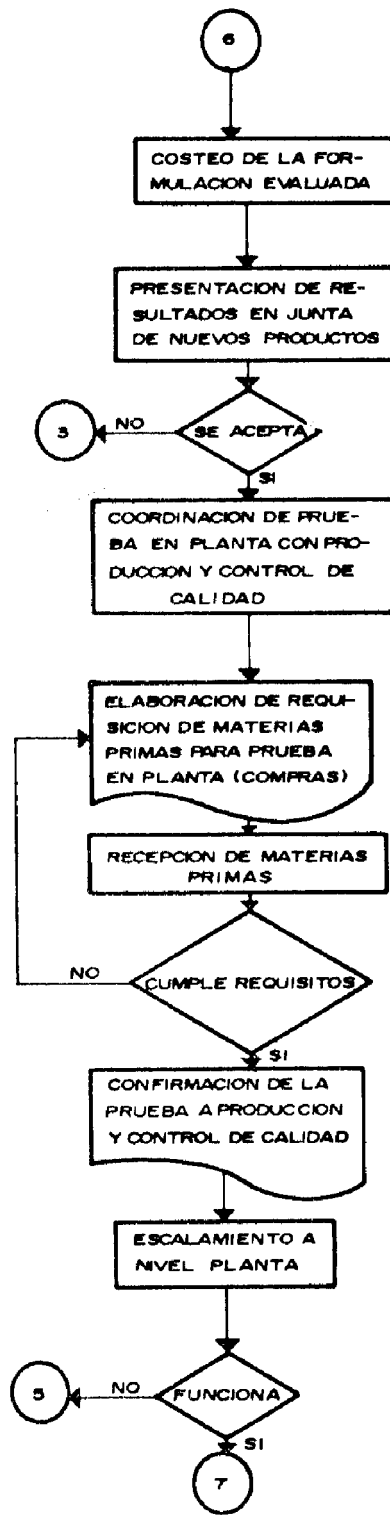 6
COSTEO DE LA FOR-
MULACION EVALUADA
PRESENTACION DE RE-
SULTADOS EN JUNTA
DE NUEVOS PRODUCTOS
NO
3
SE ACEPTA
SI
COORDINACION DE PRUE-
BA EN PLANTA CON PRO-
DUCCION Y CONTROL DE
CALIDAD
ELABORACION DE REQUI-
SICION DE MATERIAS
PRIMAS PARA PRUEBA
EN PLANTA (COMPRAS)
RECEPCION DE MATERIAS
PRIMAS
NO
CUMPLE REQUISITOS
SI
CONFIRMACION DE LA
PRUEBA A PRODUCCION
Y CONTROL DE CALIDAD
ESCALAMIENTO A
NIVEL PLANTA
5
NO
FUNCIONA
SI
7